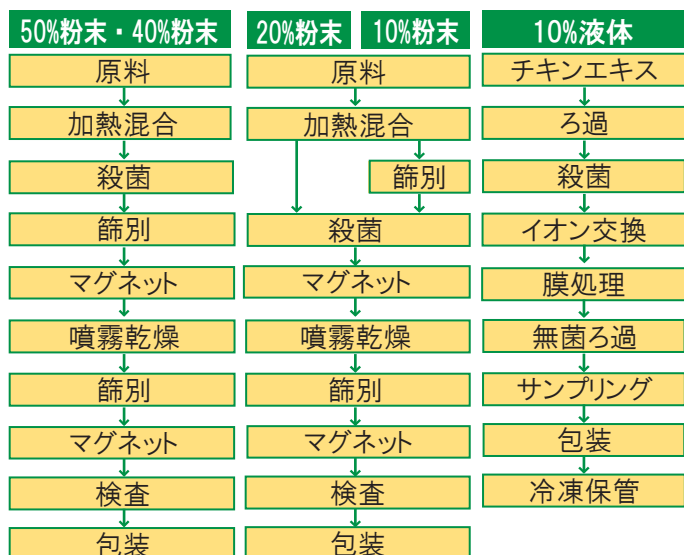 50%粉末・40%粉末
原料
加熱混合
殺菌
篩別
マグネット
噴霧乾燥
篩別
マグネット
検査
包装
20%粉末
10%粉末
原料
加熱混合
篩別
殺菌
マグネット
噴霧乾燥
篩別
マグネット
検査
包装
10%液体
チキンエキス
ろ過
殺菌
イオン交換
膜処理
無菌ろ過
サンプリング
包装
冷凍保管